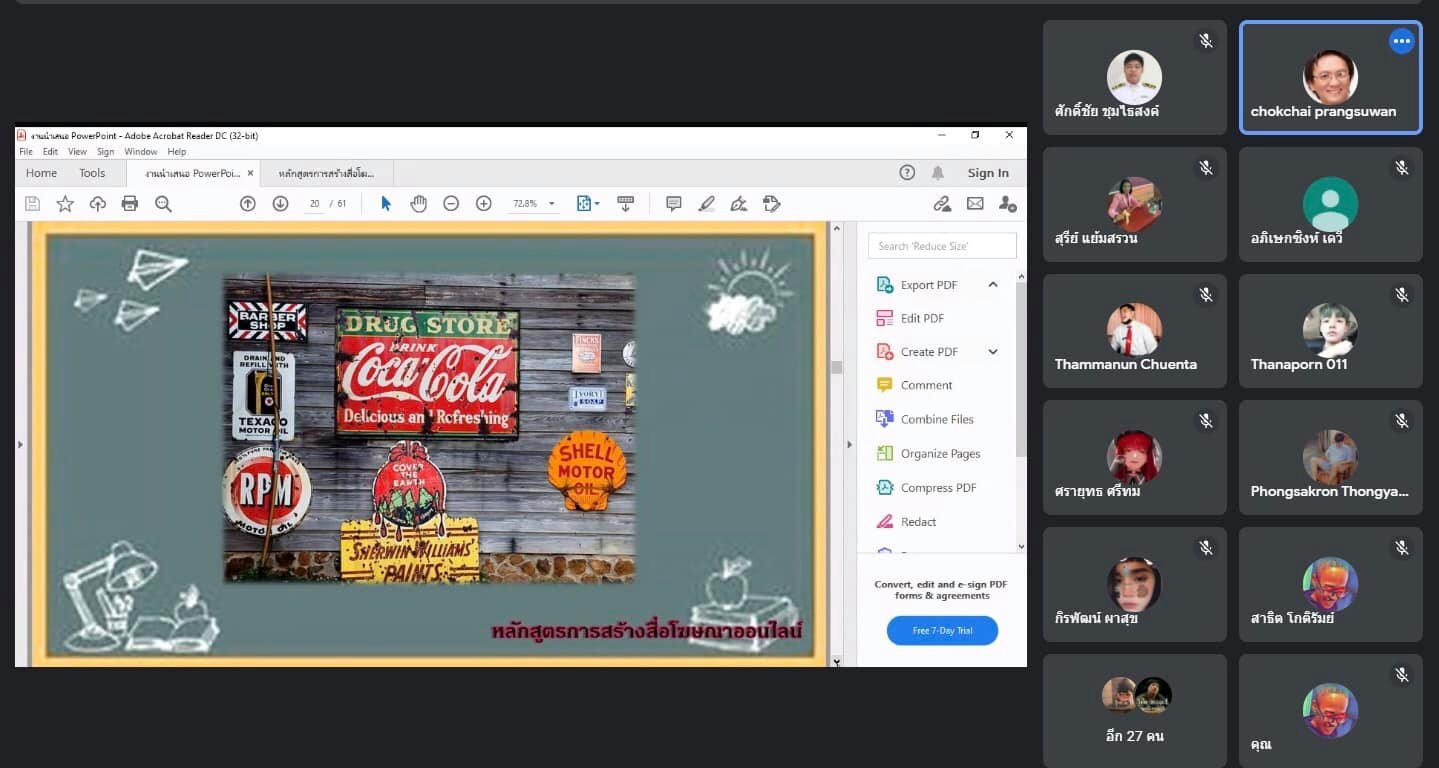 งานนำเสนอ PowerPoint - Adobe Acrobat Reader DC (32-bit)
File Edit View Sign Window Help
Home Tools งานนำเสนอ PowerPoi... × หลักสูตรการสร้างสื่อโฆ... Sign In
20 / 61 72.8%
BARBER SHOP
DRUG STORE
DRINK
Coca-Cola
Delicious and Refreshing
DRAIN AND
REFILL WITH
TEXACO
MOTOR OIL
IVORY
SOAP
RPM
MOTOR OIL
COVER
THE
EARTH
SHERWIN-WILLIAMS
PAINTS
SHELL
MOTOR
OIL
หลักสูตรการสร้างสื่อโฆษณาออนไลน์
Search 'Reduce Size'
Export PDF
Edit PDF
Create PDF
Comment
Combine Files
Organize Pages
Compress PDF
Redact
Convert, edit and e-sign PDF
forms & agreements
Free 7-Day Trial
ศักดิ์ชัย ชุมไธสงค์
chokchai prangsuwan
สุรีย์ แย้มสรวน
อภิเษกซิงห์ เดวี
Thammanun Chuenta
Thanaporn 011
ศรายุทธ ศรีทม
Phongsakron Thongya...
กิรพัฒน์ ผาสุข
สาธิต โกติรัมย์
อีก 27 คน
คุณ